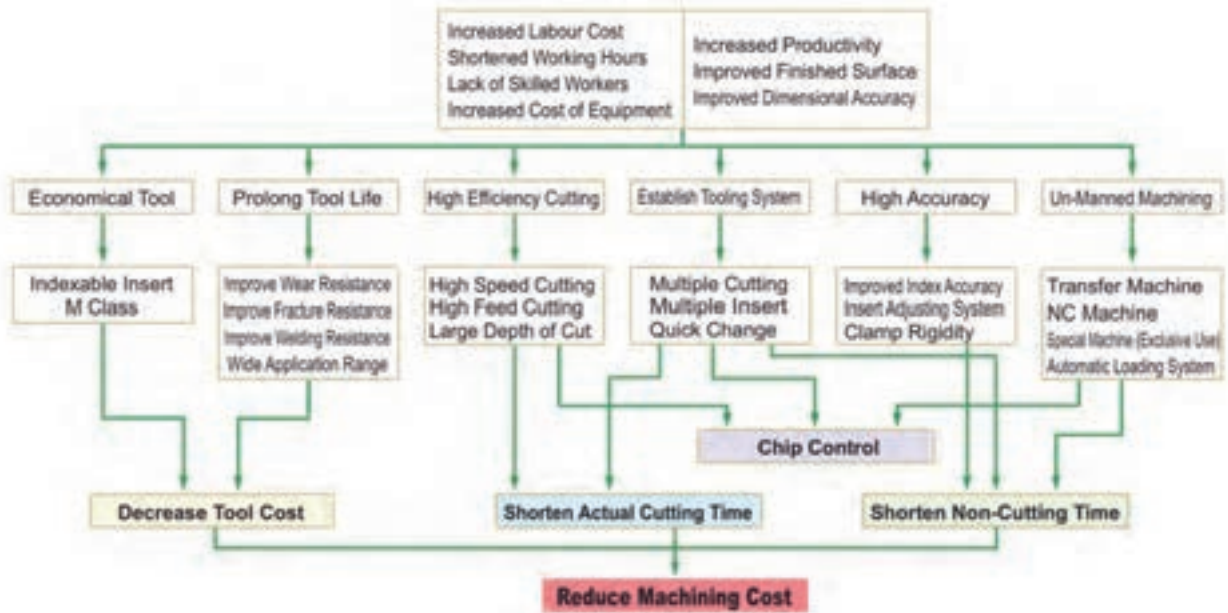 Increased Labour Cost
Shortened Working Hours
Lack of Skilled Workers
Increased Cost of Equipment
Increased Productivity
Improved Finished Surface
Improved Dimensional Accuracy
Economical Tool
Prolong Tool Life
High Efficiency Cutting
Establish Tooling System
High Accuracy
Un-Manned Machining
Indexable Insert
M Class
Improve Wear Resistance
Improve Fracture Resistance
Improve Welding Resistance
Wide Application Range
High Speed Cutting
High Feed Cutting
Large Depth of Cut
Multiple Cutting
Multiple Insert
Quick Change
Improved Index Accuracy
Insert Adjusting System
Clamp Rigidity
Transfer Machine
NC Machine
Special Machine (Exclusive Use)
Automatic Loading System
Chip Control
Decrease Tool Cost
Shorten Actual Cutting Time
Shorten Non-Cutting Time
Reduce Machining Cost